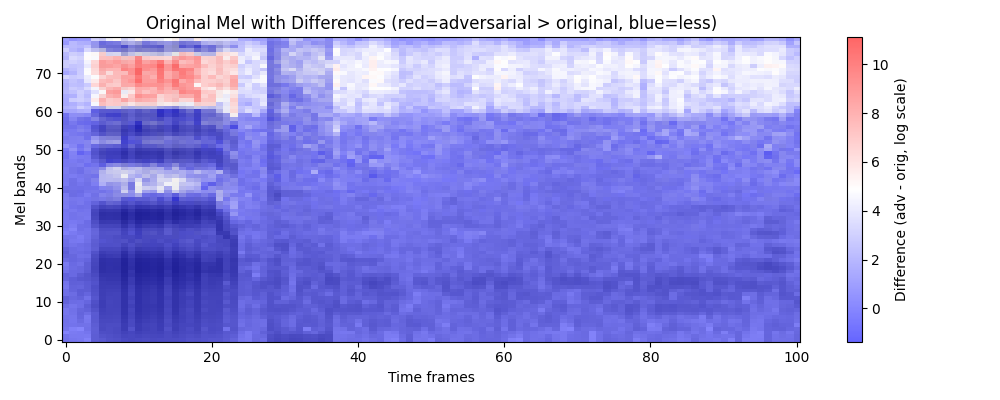 Original Mel with Differences (red=adversarial > original, blue=less)
Mel bands
70
60
50
40
30
20
10
0
0 20 40 60 80 100
Time frames
10
8
6
4
2
0
Difference (adv - orig, log scale)